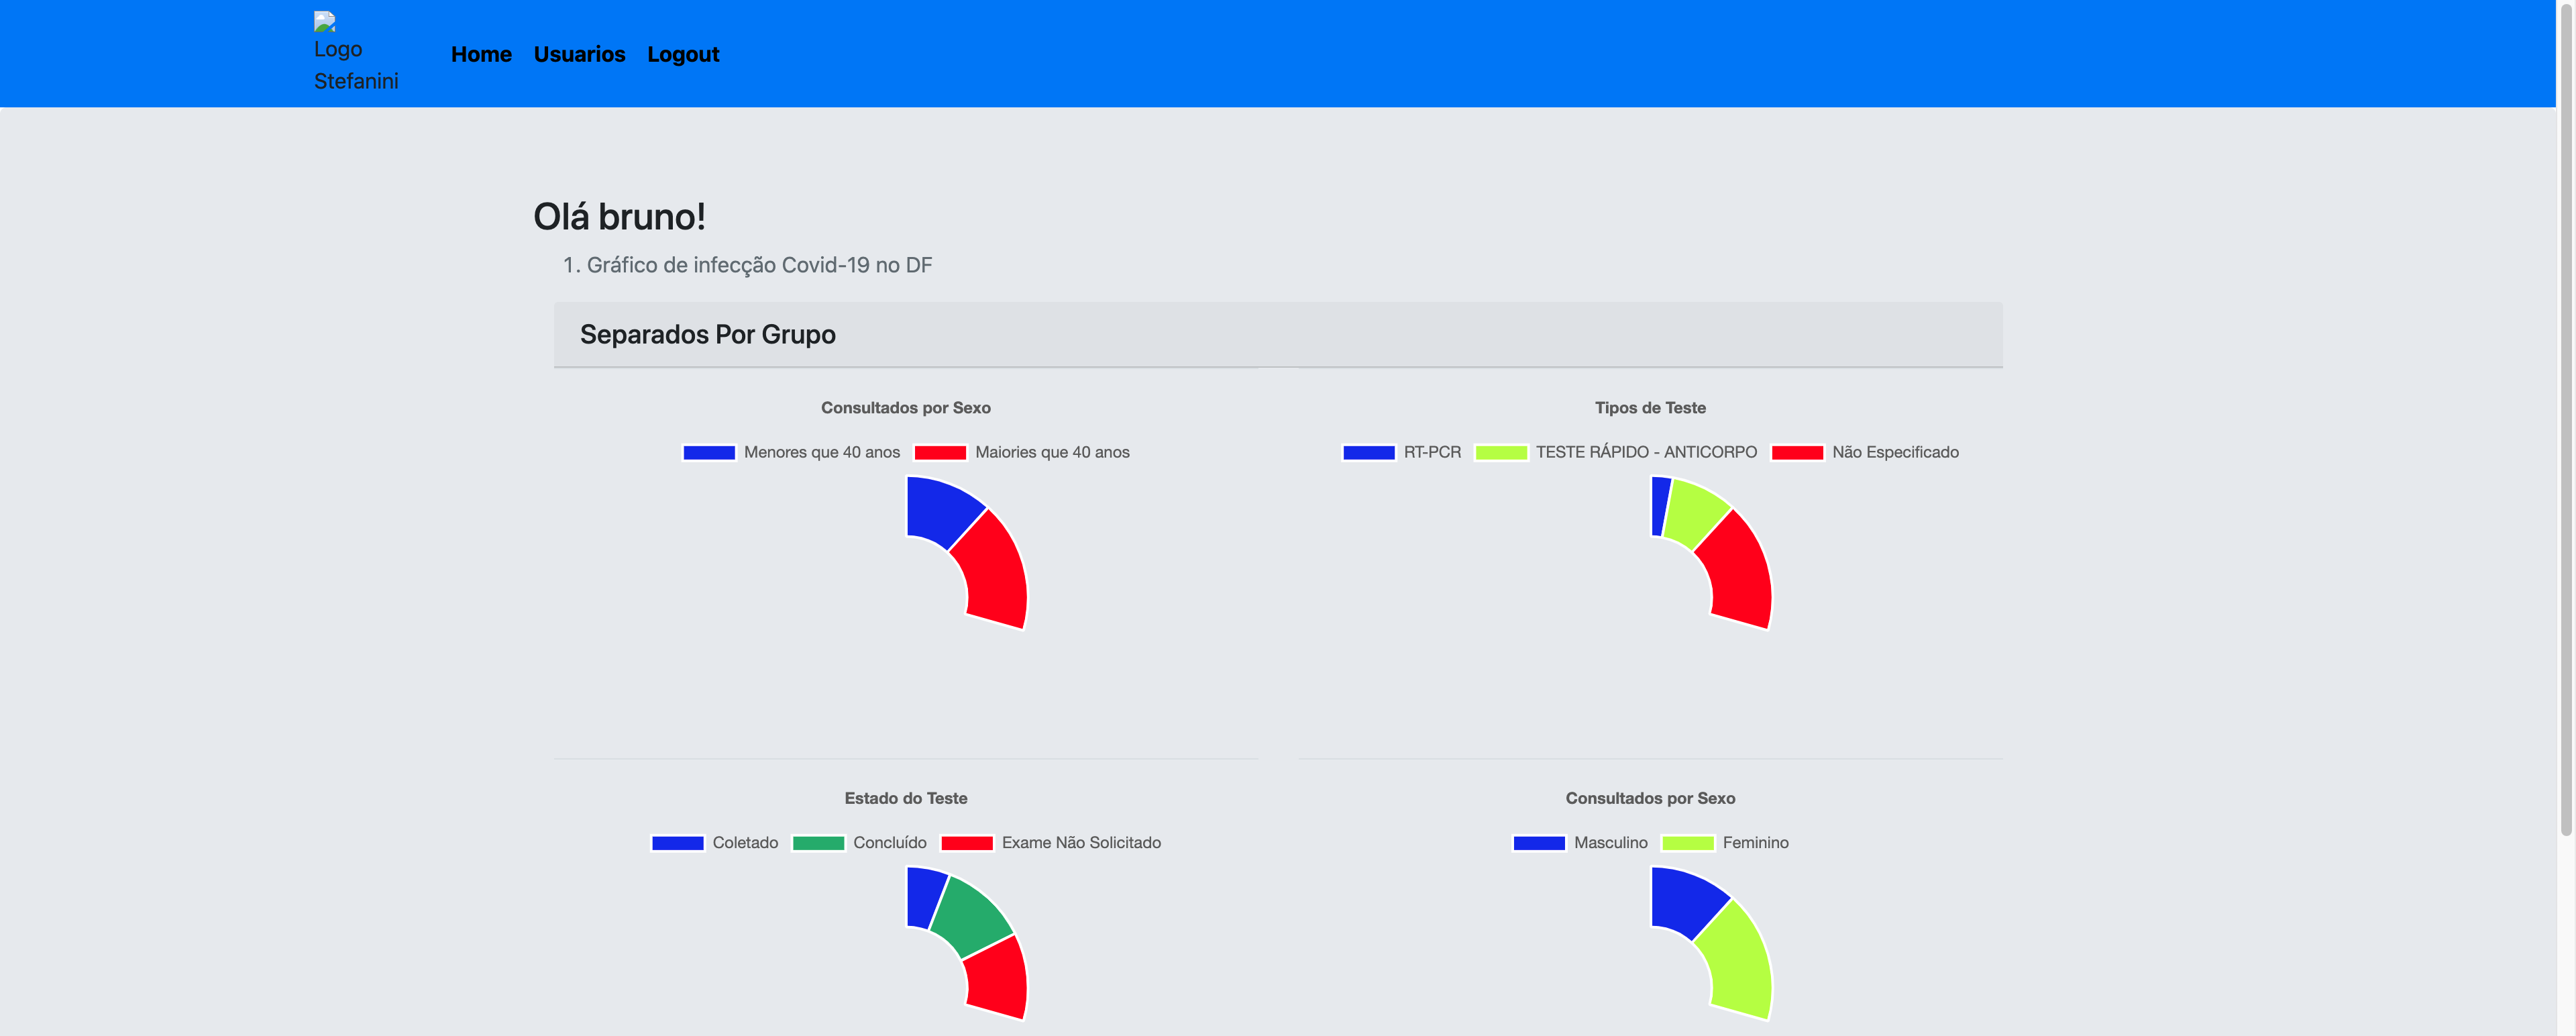 Logo
Stefanini
Home Usuarios Logout
Olá bruno!
1. Gráfico de infecção Covid-19 no DF
Separados Por Grupo
Consultados por Sexo
Menores que 40 anos Maiories que 40 anos
Tipos de Teste
RT-PCR TESTE RÁPIDO - ANTICORPO Não Especificado
Estado do Teste
Coletado Concluído Exame Não Solicitado
Consultados por Sexo
Masculino Feminino